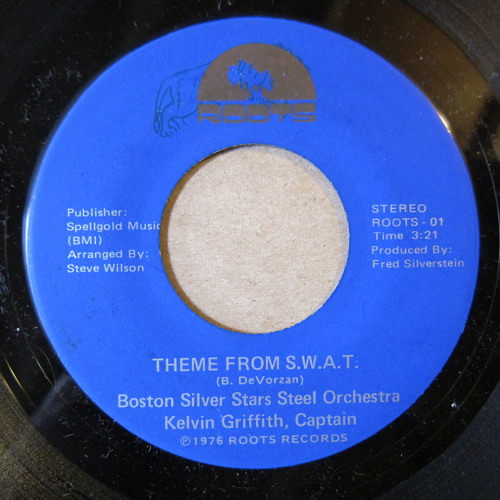 ROOTS
Publisher:
Spellgold Music
(BMI)
Arranged By:
Steve Wilson
STEREO
ROOTS - 01
Time 3:21
Produced By:
Fred Silverstein
THEME FROM S.W.A.T.
(B. DeVorzan)
Boston Silver Stars Steel Orchestra
Kelvin Griffith, Captain
Ⓟ1976 ROOTS RECORDS